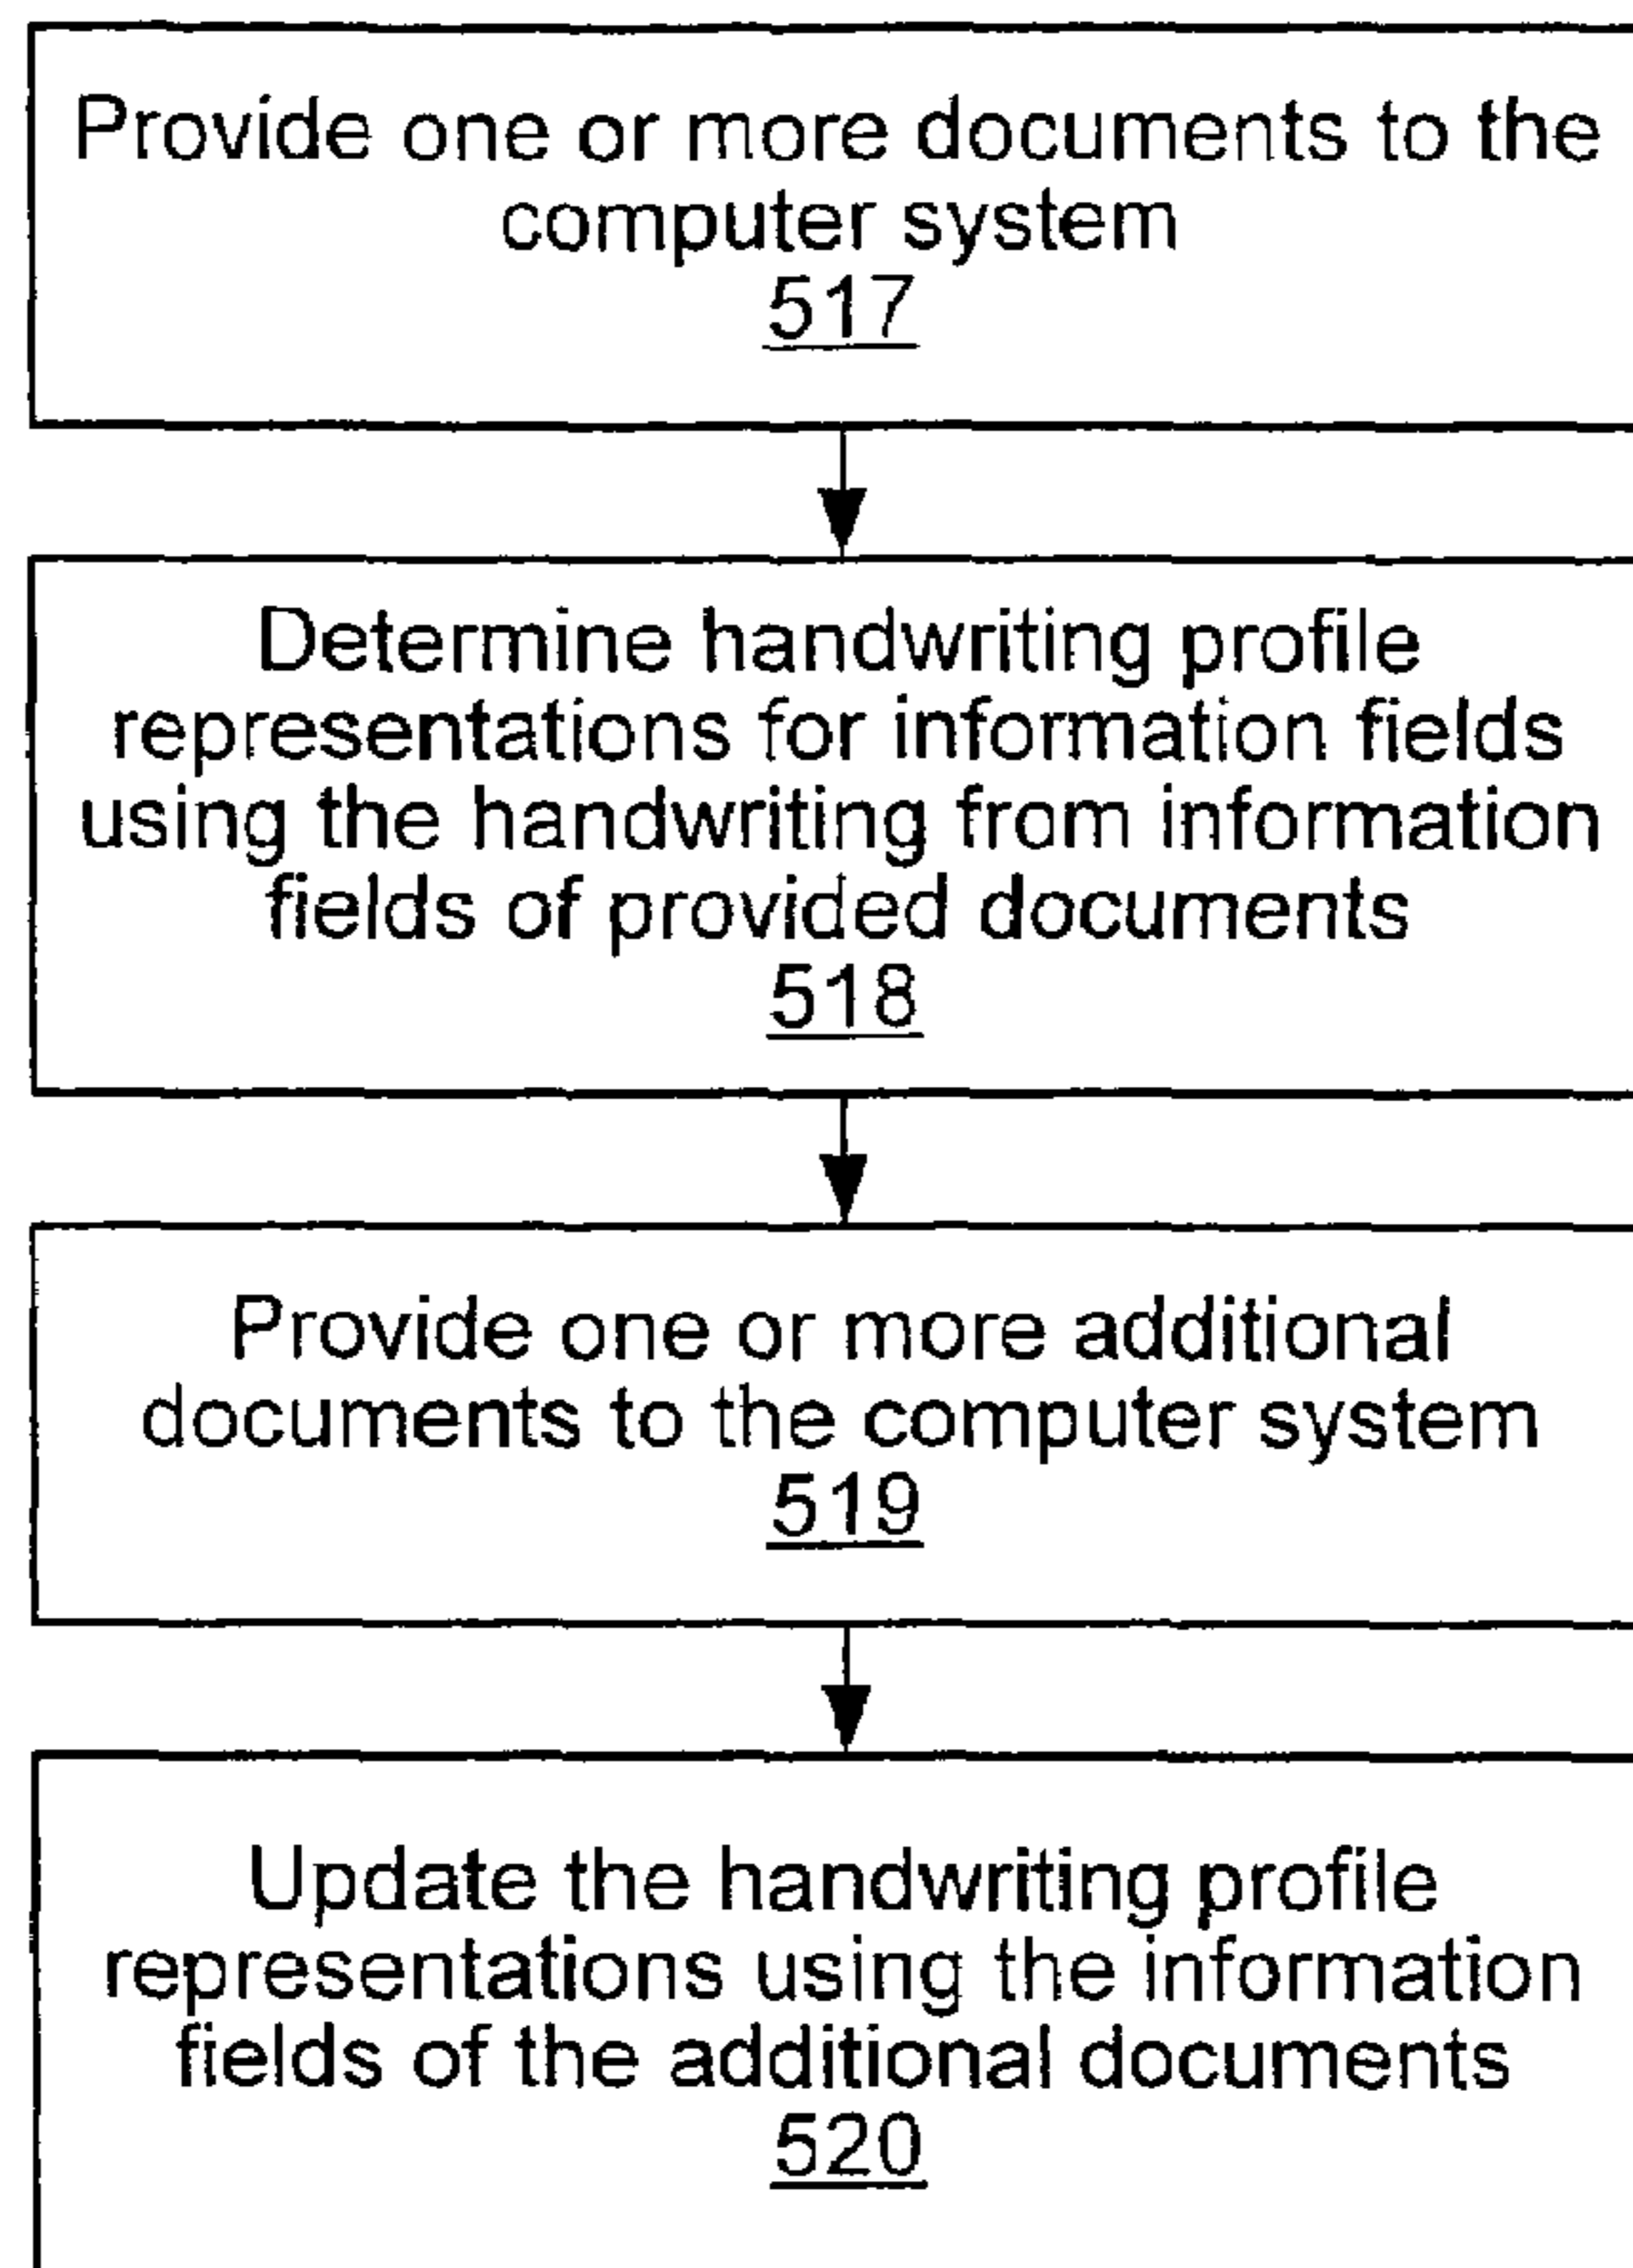 Provide one or more documents to the
computer system
517
Determine handwriting profile
representations for information fields
using the handwriting from information
fields of provided documents
518
Provide one or more additional
documents to the computer system
519
Update the handwriting profile
representations using the information
fields of the additional documents
520